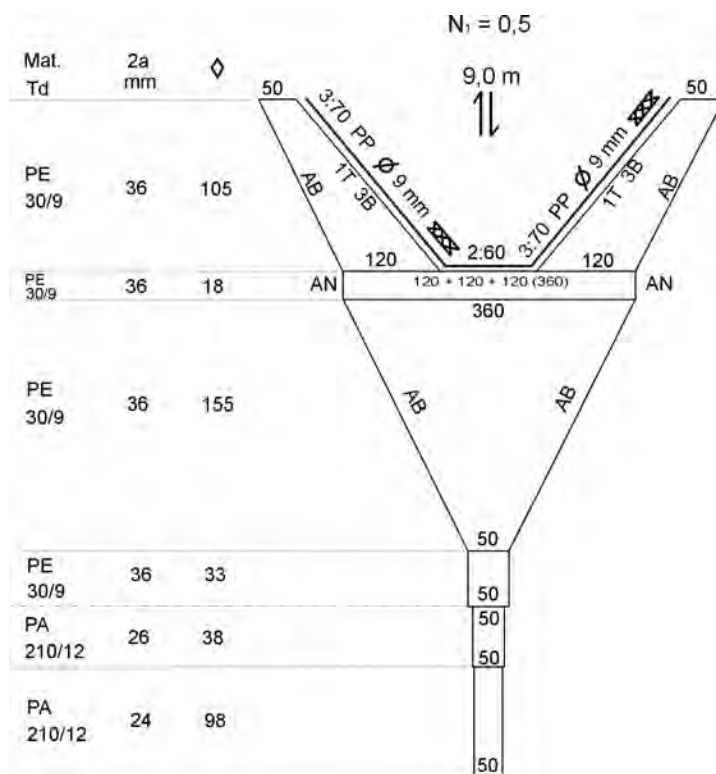 N₁ = 0,5
Mat.
Td
2a
mm
◊
50
9,0 m
50
3:70 PP Ø 9 mm
3:70 PP Ø 9 mm
1T 3B
1T 3B
AB
AB
PE
30/9
36
105
120
2:60
120
PE
30/9
36
18
AN
120 + 120 + 120 (360)
AN
360
PE
30/9
36
155
AB
AB
50
PE
30/9
36
33
50
PA
210/12
26
38
50
50
PA
210/12
24
98
50